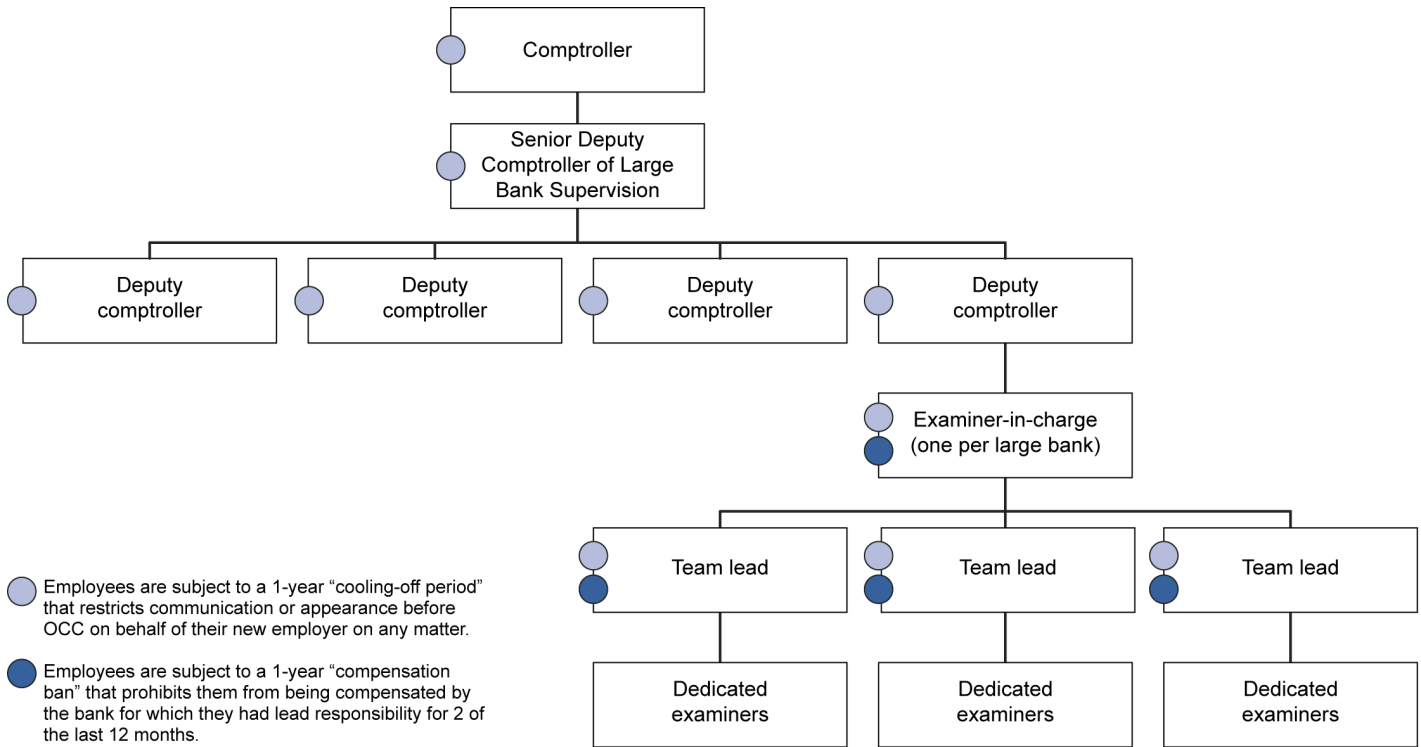 Comptroller
Senior Deputy
Comptroller of Large
Bank Supervision
Deputy
comptroller
Deputy
comptroller
Deputy
comptroller
Deputy
comptroller
Examiner-in-charge
(one per large bank)
Team lead
Team lead
Team lead
Dedicated
examiners
Dedicated
examiners
Dedicated
examiners
Employees are subject to a 1-year “cooling-off period”
that restricts communication or appearance before
OCC on behalf of their new employer on any matter.
Employees are subject to a 1-year “compensation
ban” that prohibits them from being compensated by
the bank for which they had lead responsibility for 2 of
the last 12 months.